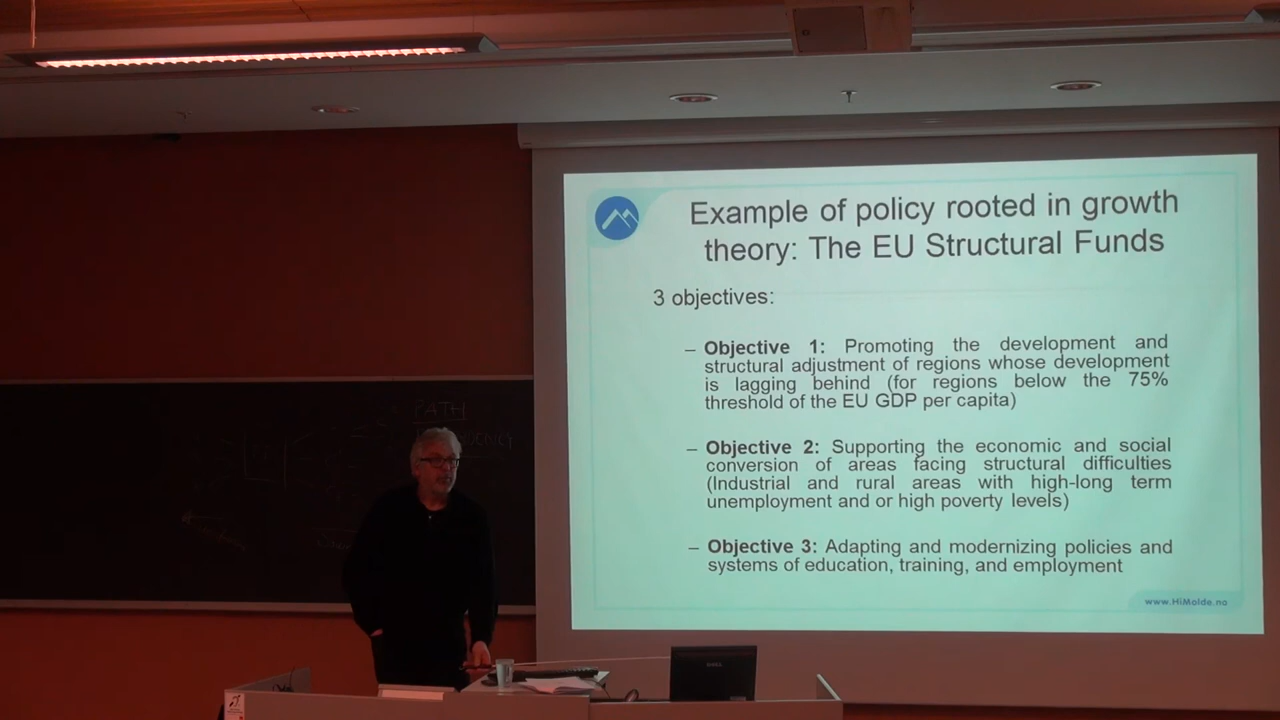 Example of policy rooted in growth
theory: The EU Structural Funds
3 objectives:
– Objective 1: Promoting the development and
structural adjustment of regions whose development
is lagging behind (for regions below the 75%
threshold of the EU GDP per capita)
– Objective 2: Supporting the economic and social
conversion of areas facing structural difficulties
(Industrial and rural areas with high-long term
unemployment and or high poverty levels)
– Objective 3: Adapting and modernizing policies and
systems of education, training, and employment
www.HiMolde.no
PATH